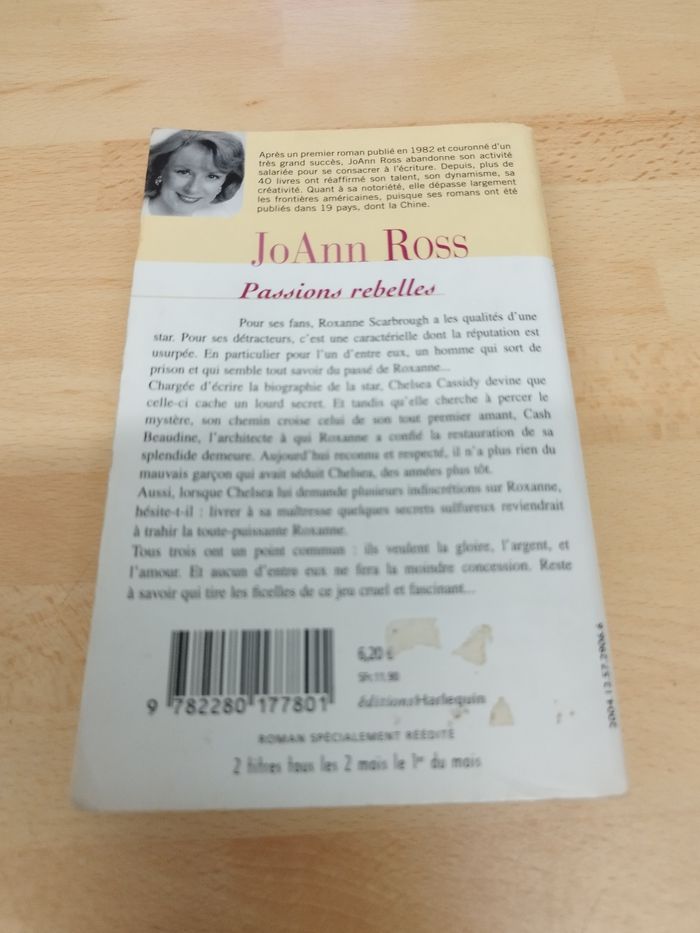 Après un premier roman publié en 1982 et couronné d'un
très grand succès, JoAnn Ross abandonne son activité
salariée pour se consacrer à l'écriture. Depuis, plus de
40 livres ont réaffirmé son talent, son dynamisme, sa
créativité. Quant à sa notoriété, elle dépasse largement
les frontières américaines, puisque ses romans ont été
publiés dans 19 pays, dont la Chine.
JoAnn Ross
Passions rebelles
Pour ses fans, Roxanne Scarbrough a les qualités d'une
star. Pour ses détracteurs, c'est une caractérielle dont la réputation est
usurpée. En particulier pour l'un d'entre eux, un homme qui sort de
prison et qui semble tout savoir du passé de Roxanne...
Chargée d'écrire la biographie de la star, Chelsea Cassidy devine que
celle-ci cache un lourd secret. Et tandis qu'elle cherche à percer le
mystère, son chemin croise celui de son tout premier amant, Cash
Beaudine, l'architecte à qui Roxanne a confié la restauration de sa
splendide demeure. Aujourd'hui reconnu et respecté, il n'a plus rien du
mauvais garçon qui avait séduit Chelsea, des années plus tôt.
Aussi, lorsque Chelsea lui demande plusieurs indiscrétions sur Roxanne,
hésite-t-il : livrer à sa maîtresse quelques secrets sulfureux reviendrait
à trahir la toute-puissante Roxanne.
Tous trois ont un point commun : ils veulent la gloire, l'argent, et
l'amour. Et aucun d'entre eux ne fera la moindre concession. Reste
à savoir qui tire les ficelles de ce jeu cruel et fascinant...
6,20 €
SFr. 11.90
9 782280 177801
éditions Harlequin
ROMAN SPÉCIALEMENT RÉÉDITÉ
2 titres tous les 2 mois le 1er du mois
2004.12.57.2806.6